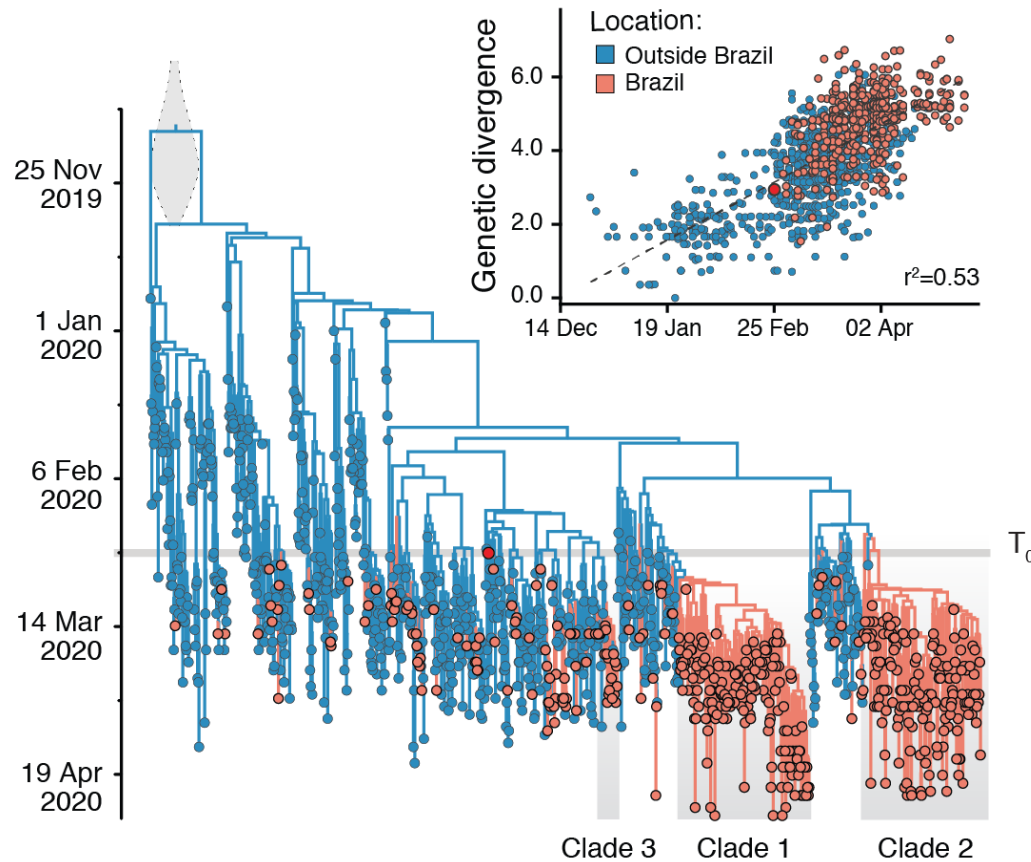 Location:
Outside Brazil
Brazil
Genetic divergence
6.0
4.0
2.0
0.0
r²=0.53
14 Dec
19 Jan
25 Feb
02 Apr
25 Nov
2019
1 Jan
2020
6 Feb
2020
14 Mar
2020
19 Apr
2020
Clade 3
Clade 1
Clade 2